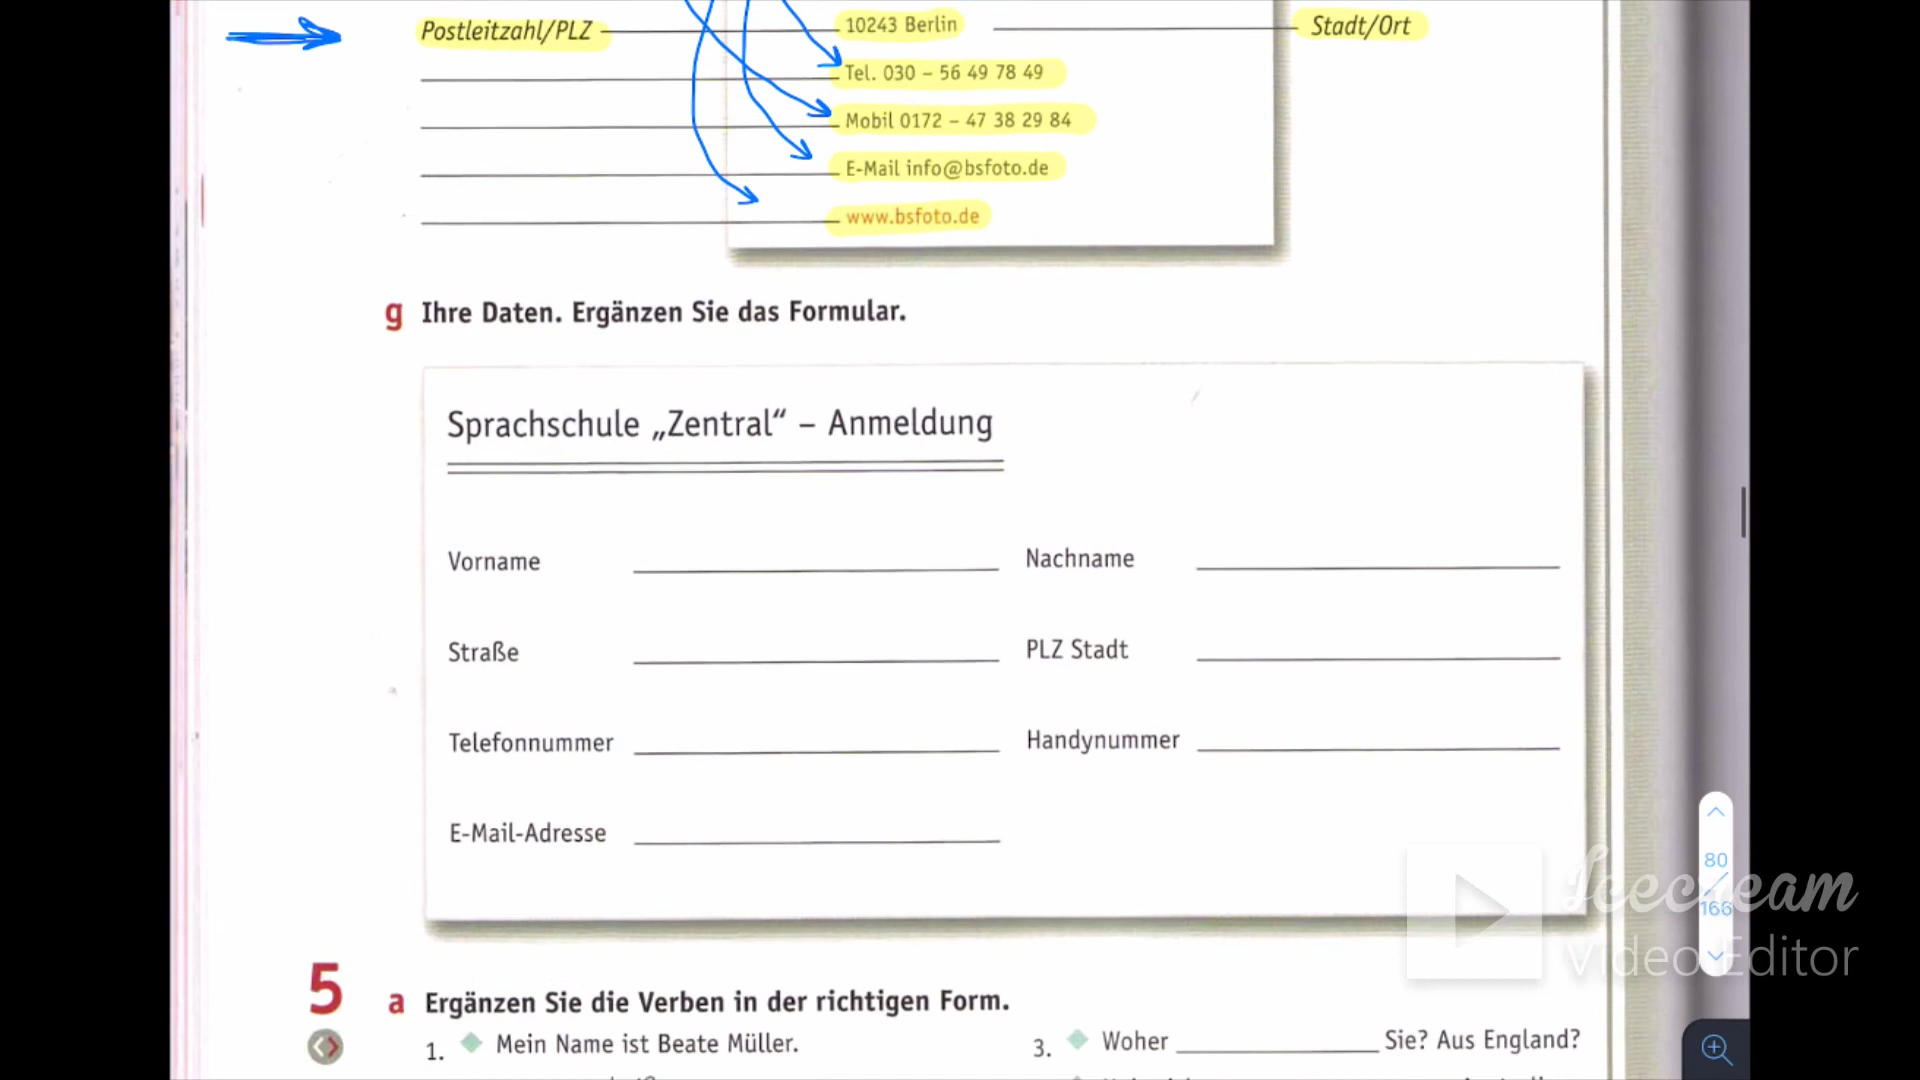 Postleitzahl/PLZ 10243 Berlin Stadt/Ort
Tel. 030 – 56 49 78 49
Mobil 0172 – 47 38 29 84
E-Mail info@bsfoto.de
www.bsfoto.de
g Ihre Daten. Ergänzen Sie das Formular.
Sprachschule „Zentral“ – Anmeldung
Vorname Nachname
Straße PLZ Stadt
Telefonnummer Handynummer
E-Mail-Adresse
80
166
Icecream
Video Editor
5 a Ergänzen Sie die Verben in der richtigen Form.
1. Mein Name ist Beate Müller.
3. Woher Sie? Aus England?